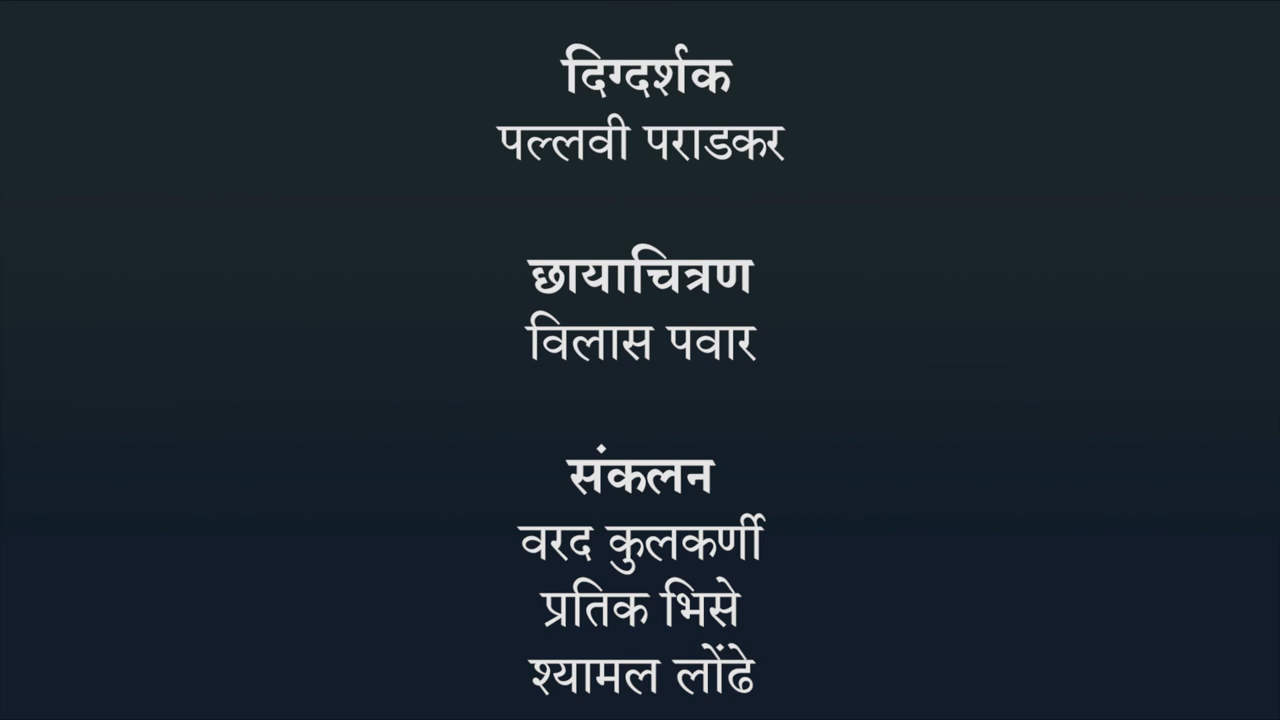 दिग्दर्शक
पल्लवी पराडकर
छायाचित्रण
विलास पवार
संकलन
वरद कुलकर्णी
प्रतिक भिसे
श्यामल लोंढे